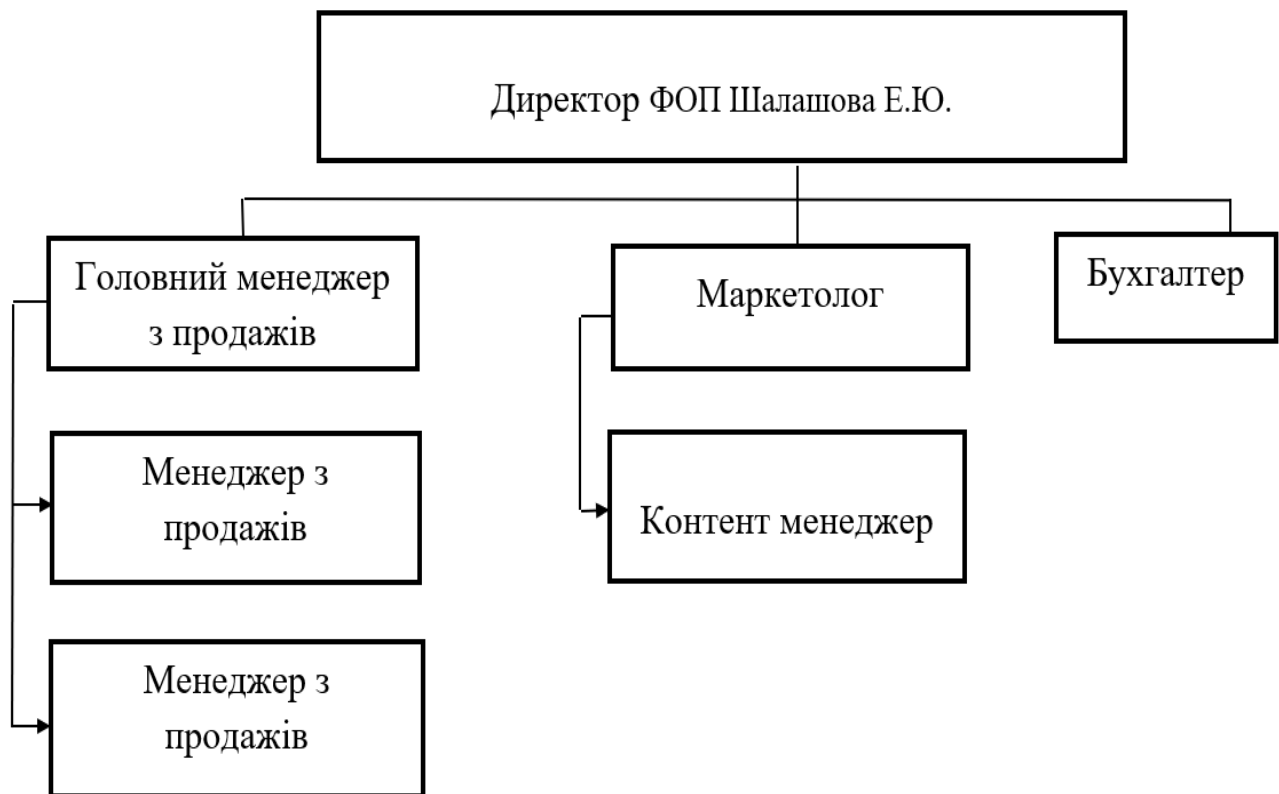 Директор ФОП Шалашова Е.Ю.
Головний менеджер
з продажів
Маркетолог
Бухгалтер
Менеджер з
продажів
Контент менеджер
Менеджер з
продажів